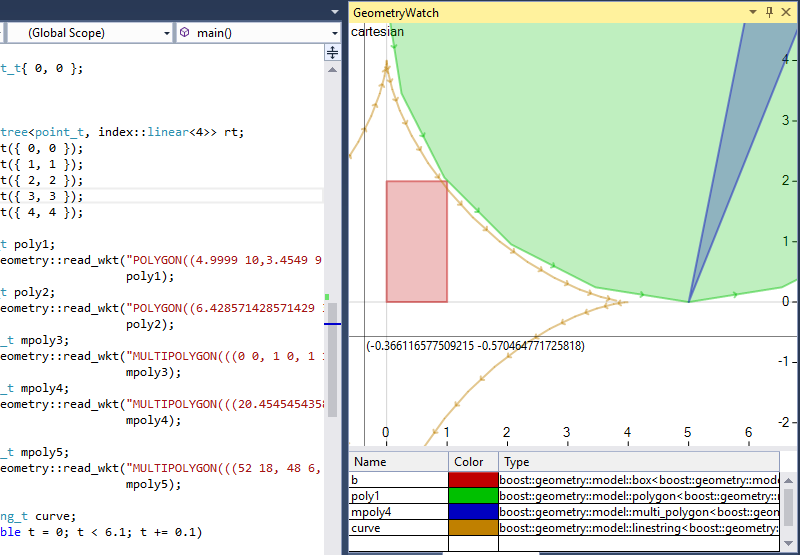 (Global Scope) main()
t_t{ 0, 0 };
tree<point_t, index::linear<4>> rt;
t({ 0, 0 });
t({ 1, 1 });
t({ 2, 2 });
t({ 3, 3 });
t({ 4, 4 });
t poly1;
eometry::read_wkt("POLYGON((4.9999 10,3.4549 9
poly1);
t poly2;
eometry::read_wkt("POLYGON((6.428571428571429
poly2);
_t mpoly3;
eometry::read_wkt("MULTIPOLYGON(((0 0, 1 0, 1
mpoly3);
_t mpoly4;
eometry::read_wkt("MULTIPOLYGON(((20.4545454358
mpoly4);
_t mpoly5;
eometry::read_wkt("MULTIPOLYGON(((52 18, 48 6,
mpoly5);
ng_t curve;
ble t = 0; t < 6.1; t += 0.1)
GeometryWatch
cartesian
4
3
2
1
0
-1
-2
(-0.366116577509215 -0.570464771725818)
0 1 2 3 4 5 6
Name Color Type
b boost::geometry::model::box<boost::geometry::mode
poly1 boost::geometry::model::polygon<boost::geometry::
mpoly4 boost::geometry::model::multi_polygon<boost::geon
curve boost::geometry::model::linestring<boost::geometry: